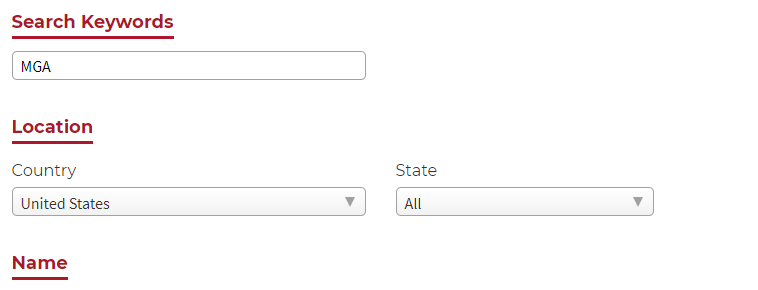 Search Keywords
MGA
Location
Country State
United States All
Name